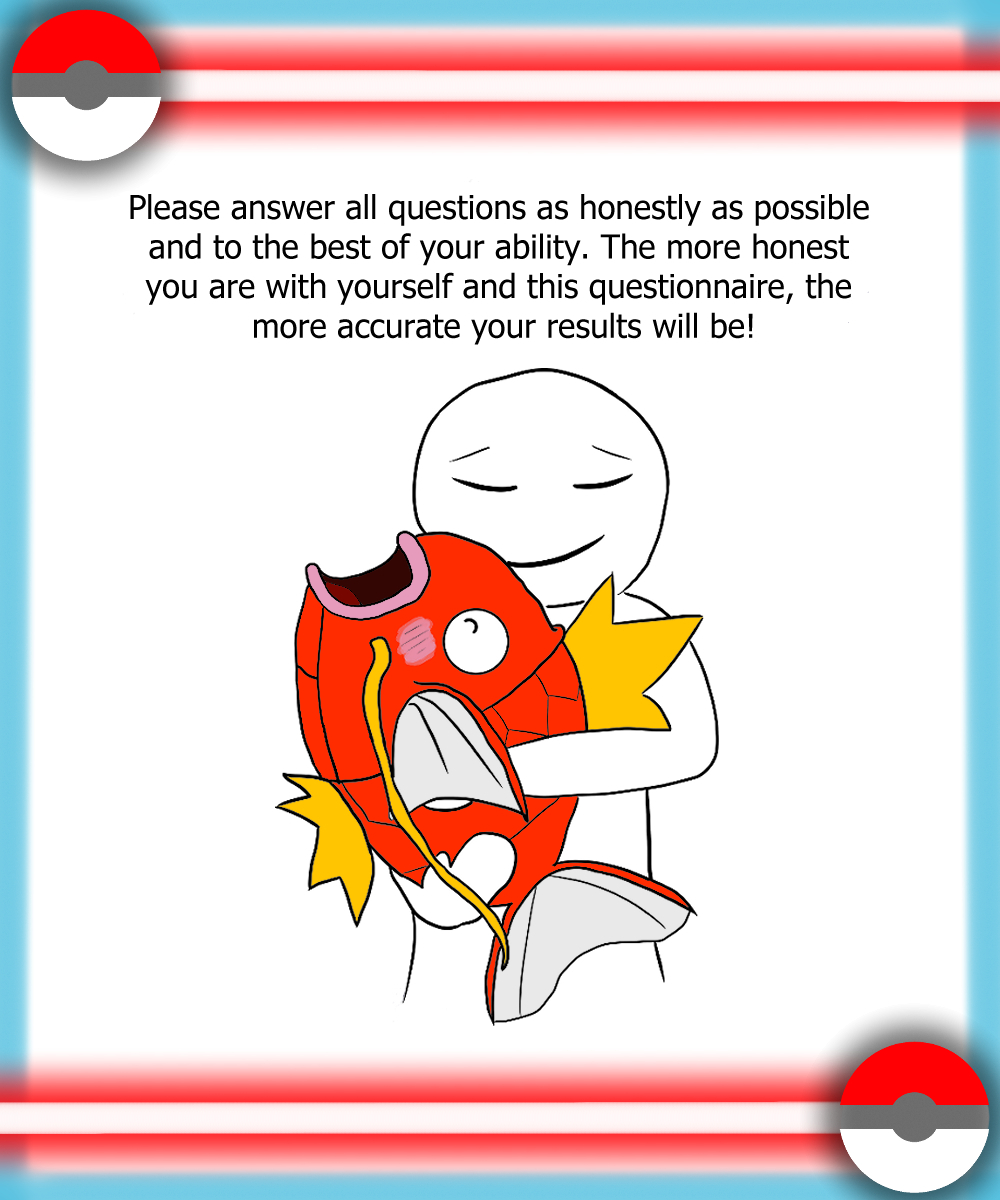 Please answer all questions as honestly as possible
and to the best of your ability. The more honest
you are with yourself and this questionnaire, the
more accurate your results will be!